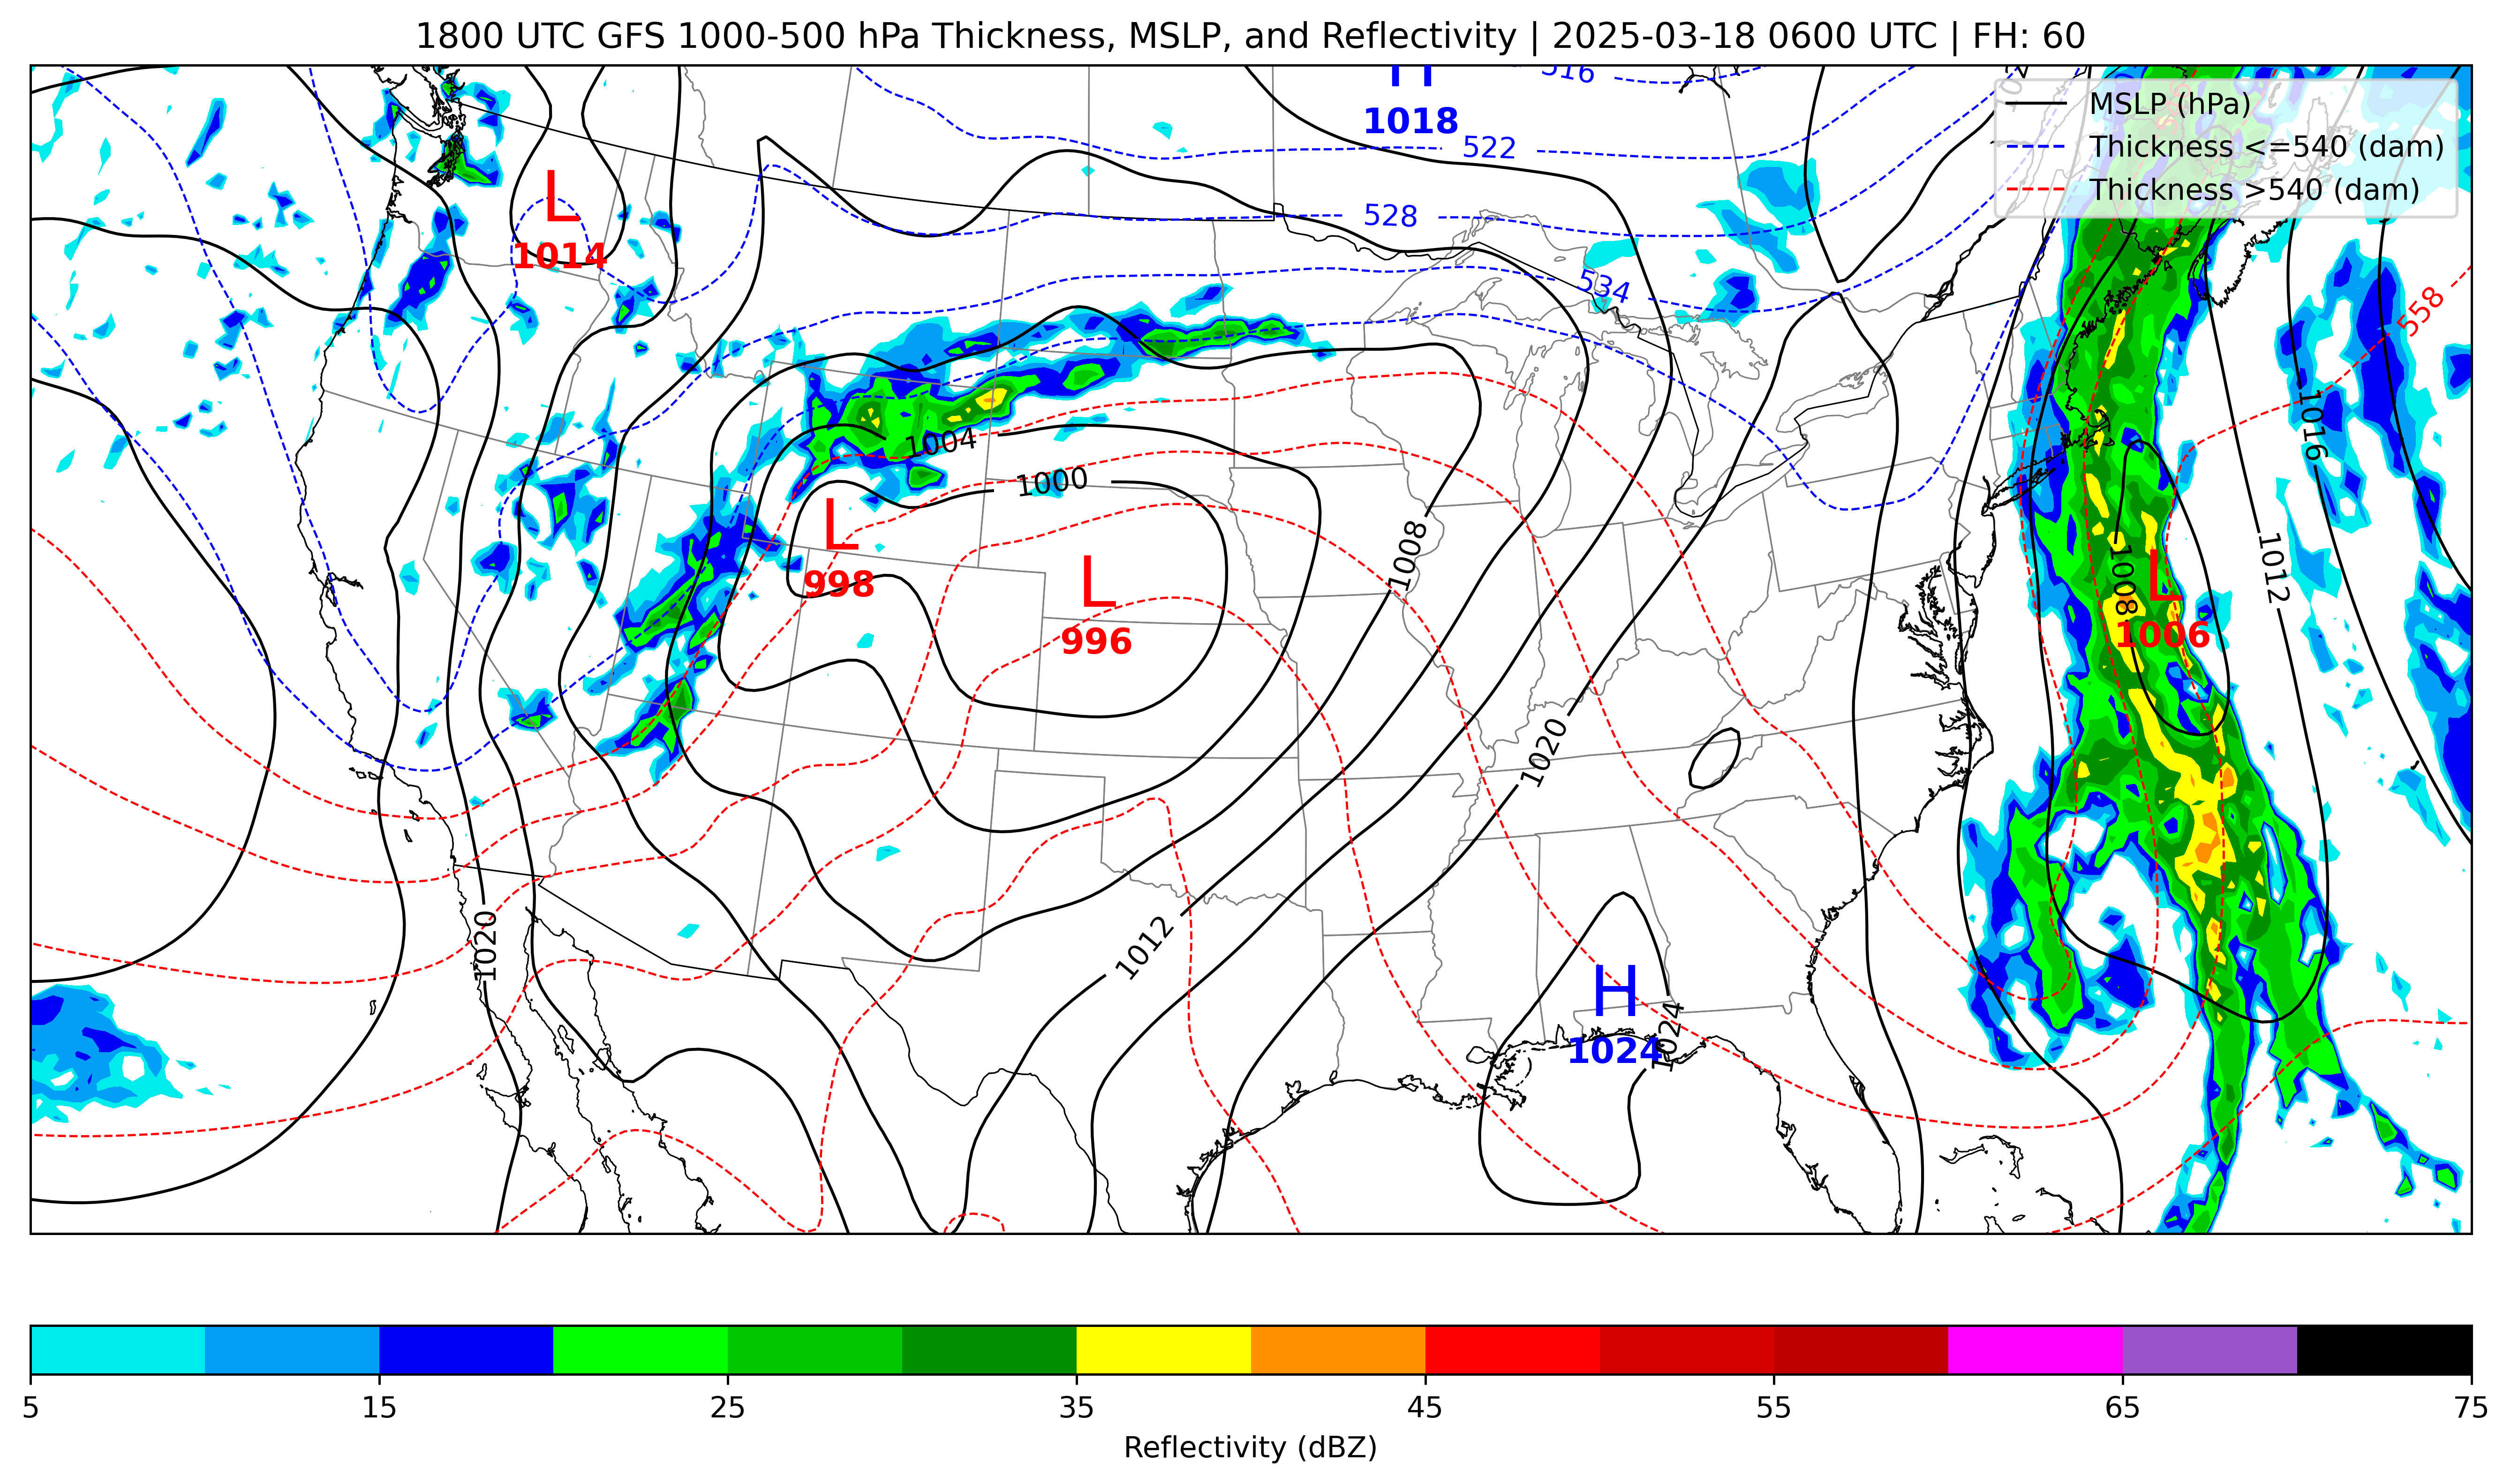 1800 UTC GFS 1000-500 hPa Thickness, MSLP, and Reflectivity | 2025-03-18 0600 UTC | FH: 60
516
H
1018
MSLP (hPa)
522
Thickness <=540 (dam)
L
Thickness >540 (dam)
528
1014
534
558
1016
1004
1000
L
998
1008
1012
L
996
1008
L
1006
1020
1020
1012
H
1024
1024
5 15 25 35 45 55 65 75
Reflectivity (dBZ)